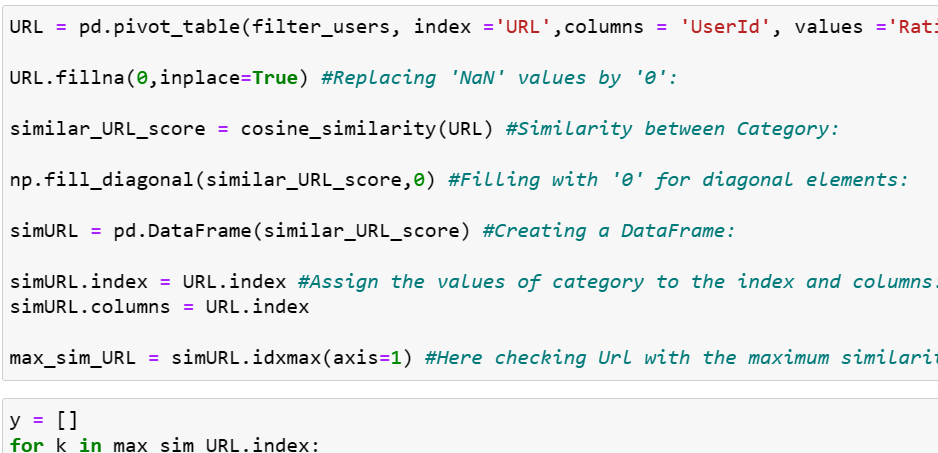 URL = pd.pivot_table(filter_users, index ='URL',columns = 'UserId', values ='Rati
URL.fillna(0,inplace=True) #Replacing 'NaN' values by '0':
similar_URL_score = cosine_similarity(URL) #Similarity between Category:
np.fill_diagonal(similar_URL_score,0) #Filling with '0' for diagonal elements:
simURL = pd.DataFrame(similar_URL_score) #Creating a DataFrame:
simURL.index = URL.index #Assign the values of category to the index and columns:
simURL.columns = URL.index
max_sim_URL = simURL.idxmax(axis=1) #Here checking Url with the maximum similarit
y = []
for k in max_sim_URL.index: